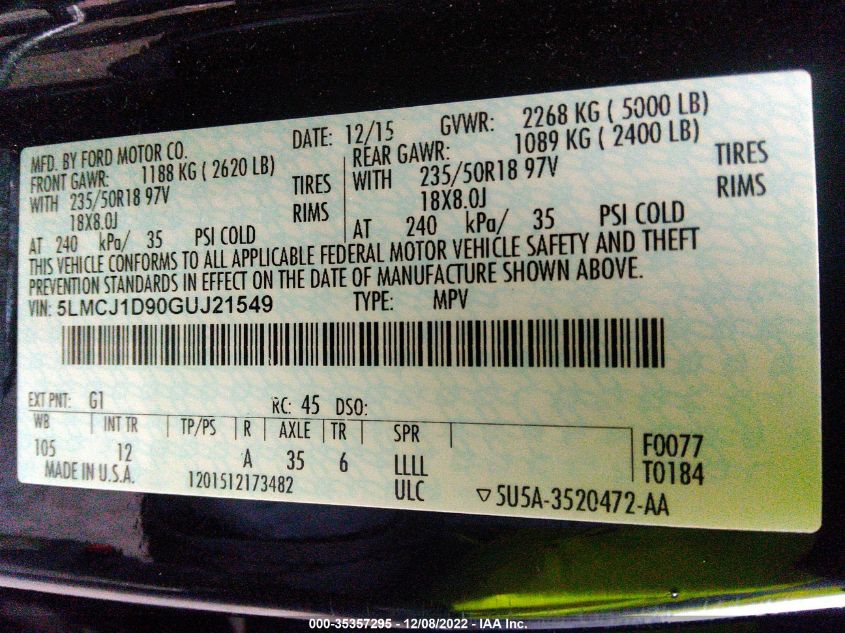 MFD. BY FORD MOTOR CO.
DATE: 12/15 GVWR: 2268 KG ( 5000 LB)
FRONT GAWR: 1188 KG ( 2620 LB)
REAR GAWR: 1089 KG ( 2400 LB)
WITH 235/50R18 97V TIRES
WITH 235/50R18 97V TIRES
18X8.0J RIMS
18X8.0J RIMS
AT 240 kPa/ 35 PSI COLD
AT 240 kPa/ 35 PSI COLD
THIS VEHICLE CONFORMS TO ALL APPLICABLE FEDERAL MOTOR VEHICLE SAFETY AND THEFT
PREVENTION STANDARDS IN EFFECT ON THE DATE OF MANUFACTURE SHOWN ABOVE.
VIN: 5LMCJ1D90GUJ21549 TYPE: MPV
EXT PNT: G1 RC: 45 DSO:
WB INT TR TP/PS R AXLE TR SPR
105 12 A 35 6 LLLL
F0077
T0184
MADE IN U.S.A. 1201512173482 ULC ▽5U5A-3520472-AA
000-35357295 - 12/08/2022 - IAA Inc.